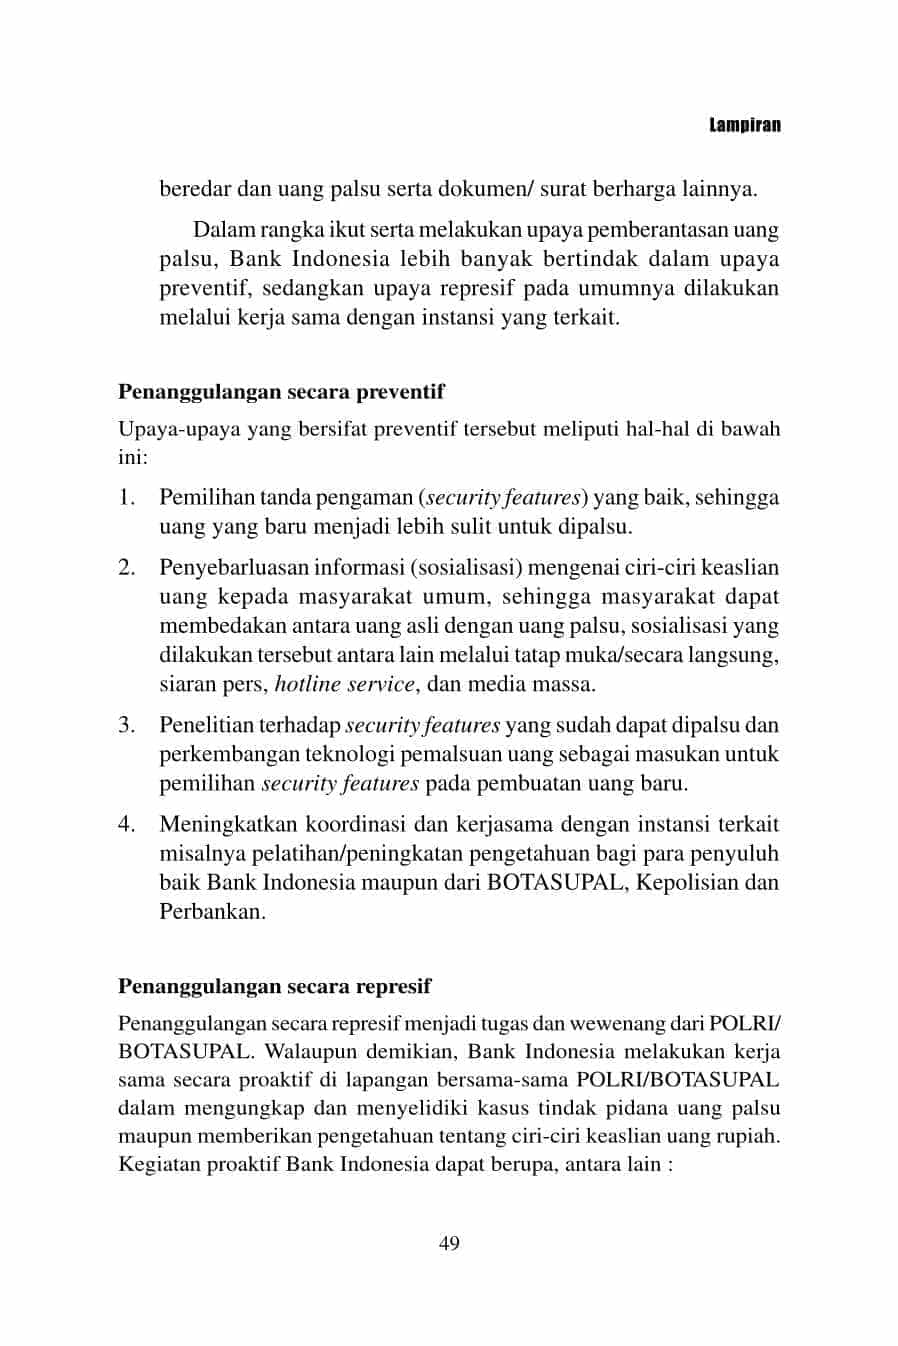 Lampiran
beredar dan uang palsu serta dokumen/ surat berharga lainnya.
Dalam rangka ikut serta melakukan upaya pemberantasan uang
palsu, Bank Indonesia lebih banyak bertindak dalam upaya
preventif, sedangkan upaya represif pada umumnya dilakukan
melalui kerja sama dengan instansi yang terkait.
Penanggulangan secara preventif
Upaya-upaya yang bersifat preventif tersebut meliputi hal-hal di bawah
ini:
1. Pemilihan tanda pengaman (security features) yang baik, sehingga
uang yang baru menjadi lebih sulit untuk dipalsu.
2. Penyebarluasan informasi (sosialisasi) mengenai ciri-ciri keaslian
uang kepada masyarakat umum, sehingga masyarakat dapat
membedakan antara uang asli dengan uang palsu, sosialisasi yang
dilakukan tersebut antara lain melalui tatap muka/secara langsung,
siaran pers, hotline service, dan media massa.
3. Penelitian terhadap security features yang sudah dapat dipalsu dan
perkembangan teknologi pemalsuan uang sebagai masukan untuk
pemilihan security features pada pembuatan uang baru.
4. Meningkatkan koordinasi dan kerjasama dengan instansi terkait
misalnya pelatihan/peningkatan pengetahuan bagi para penyuluh
baik Bank Indonesia maupun dari BOTASUPAL, Kepolisian dan
Perbankan.
Penanggulangan secara represif
Penanggulangan secara represif menjadi tugas dan wewenang dari POLRI/
BOTASUPAL. Walaupun demikian, Bank Indonesia melakukan kerja
sama secara proaktif di lapangan bersama-sama POLRI/BOTASUPAL
dalam mengungkap dan menyelidiki kasus tindak pidana uang palsu
maupun memberikan pengetahuan tentang ciri-ciri keaslian uang rupiah.
Kegiatan proaktif Bank Indonesia dapat berupa, antara lain :
49